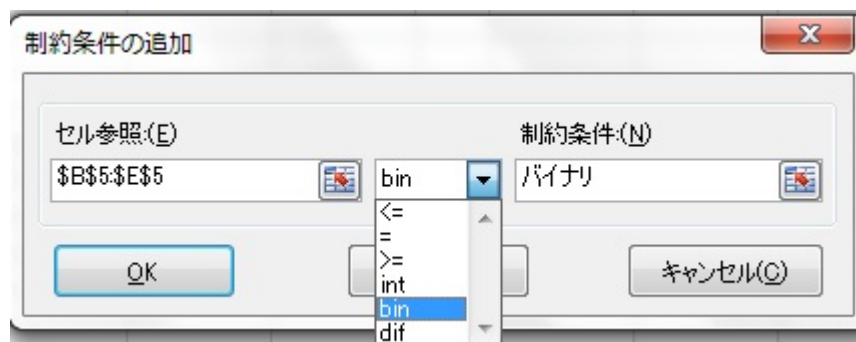 制約条件の追加
セル参照:(E)
制約条件:(N)
$B$5:$E$5
bin
バイナリ
<=
=
>=
int
bin
dif
OK
キャンセル(C)